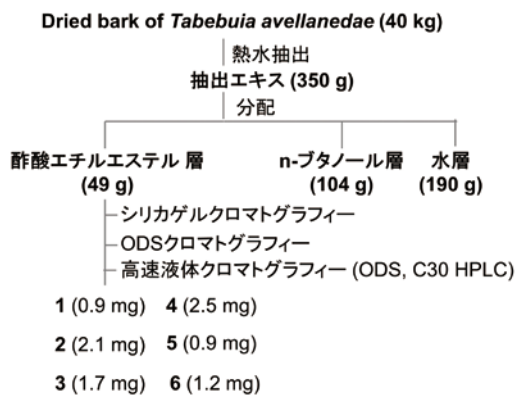 Dried bark of Tabebuia avellanedae (40 kg)
熱水抽出
抽出エキス (350 g)
分配
酢酸エチルエステル 層 n-ブタノール層 水層
(49 g) (104 g) (190 g)
シリカゲルクロマトグラフィー
ODSクロマトグラフィー
高速液体クロマトグラフィー (ODS, C30 HPLC)
1 (0.9 mg) 4 (2.5 mg)
2 (2.1 mg) 5 (0.9 mg)
3 (1.7 mg) 6 (1.2 mg)